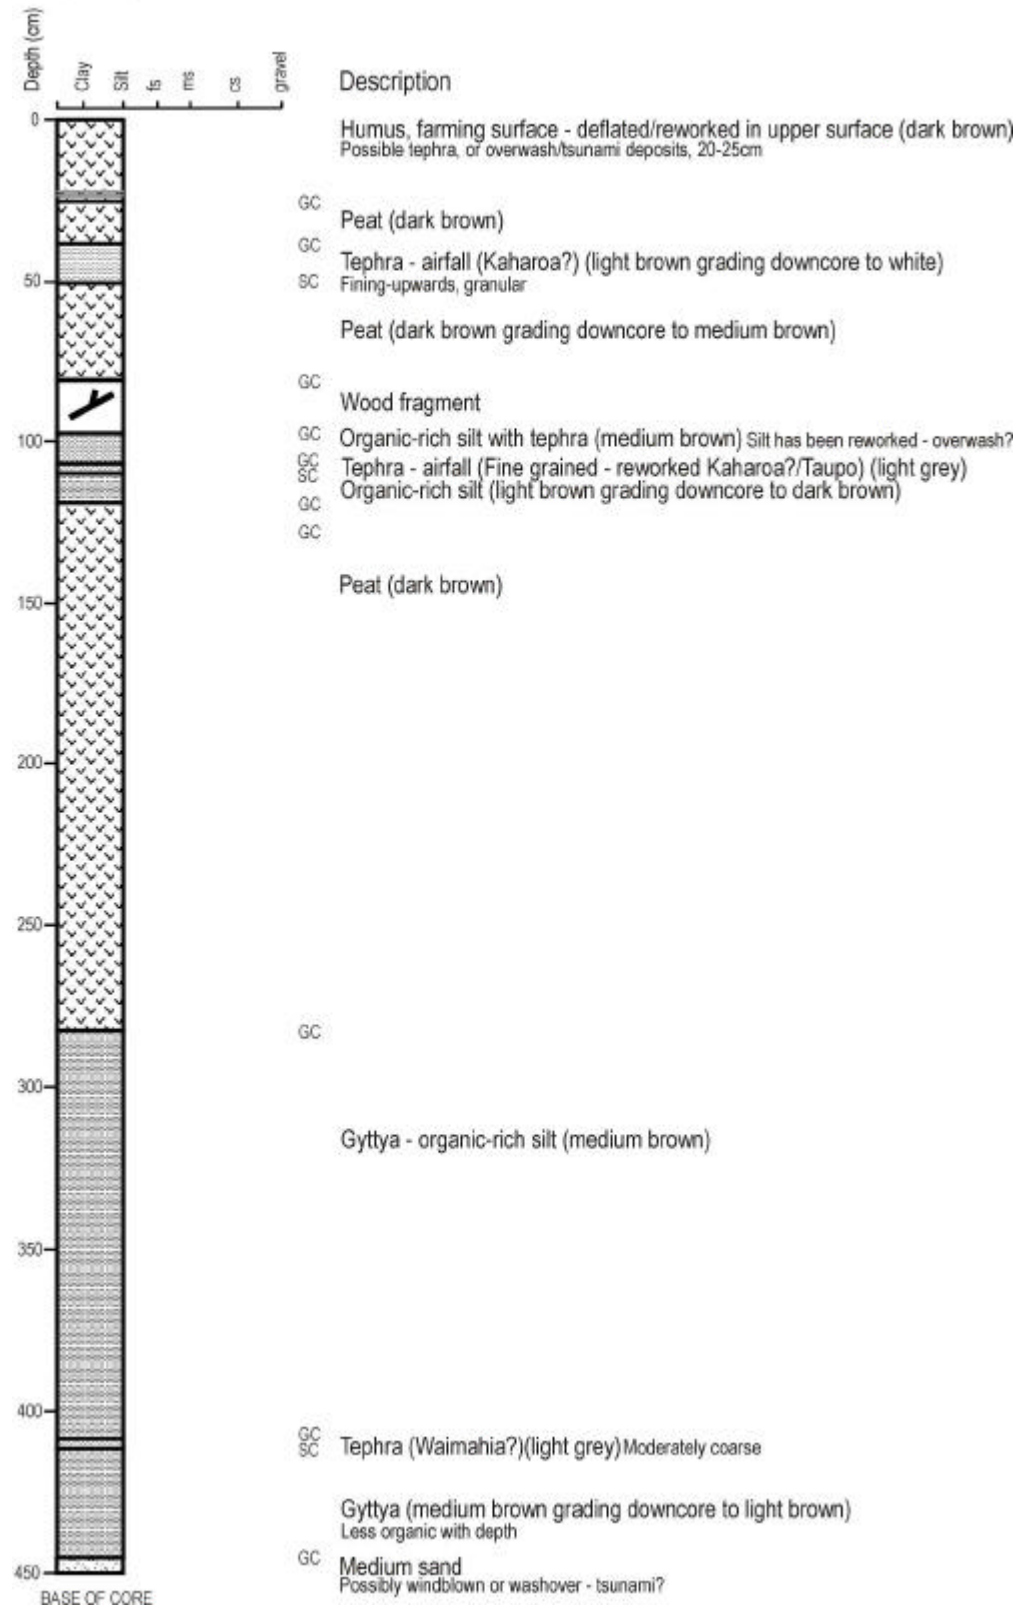 Depth (cm)
Clay
Silt
fs
ms
cs
gravel
Description
0
Humus, farming surface - deflated/reworked in upper surface (dark brown)
Possible tephra, or overwash/tsunami deposits, 20-25cm
GC
Peat (dark brown)
GC
Tephra - airfall (Kaharoa?) (light brown grading downcore to white)
50
SC
Fining-upwards, granular
Peat (dark brown grading downcore to medium brown)
GC
Wood fragment
100
GC
Organic-rich silt with tephra (medium brown) Silt has been reworked - overwash?
GC
Tephra - airfall (Fine grained - reworked Kaharoa?/Taupo) (light grey)
SC
Organic-rich silt (light brown grading downcore to dark brown)
GC
GC
Peat (dark brown)
150
200
250
GC
300
Gyttya - organic-rich silt (medium brown)
350
400
GC
SC
Tephra (Waimahia?)(light grey) Moderately coarse
Gyttya (medium brown grading downcore to light brown)
Less organic with depth
GC
Medium sand
450
Possibly windblown or washover - tsunami?
BASE OF CORE